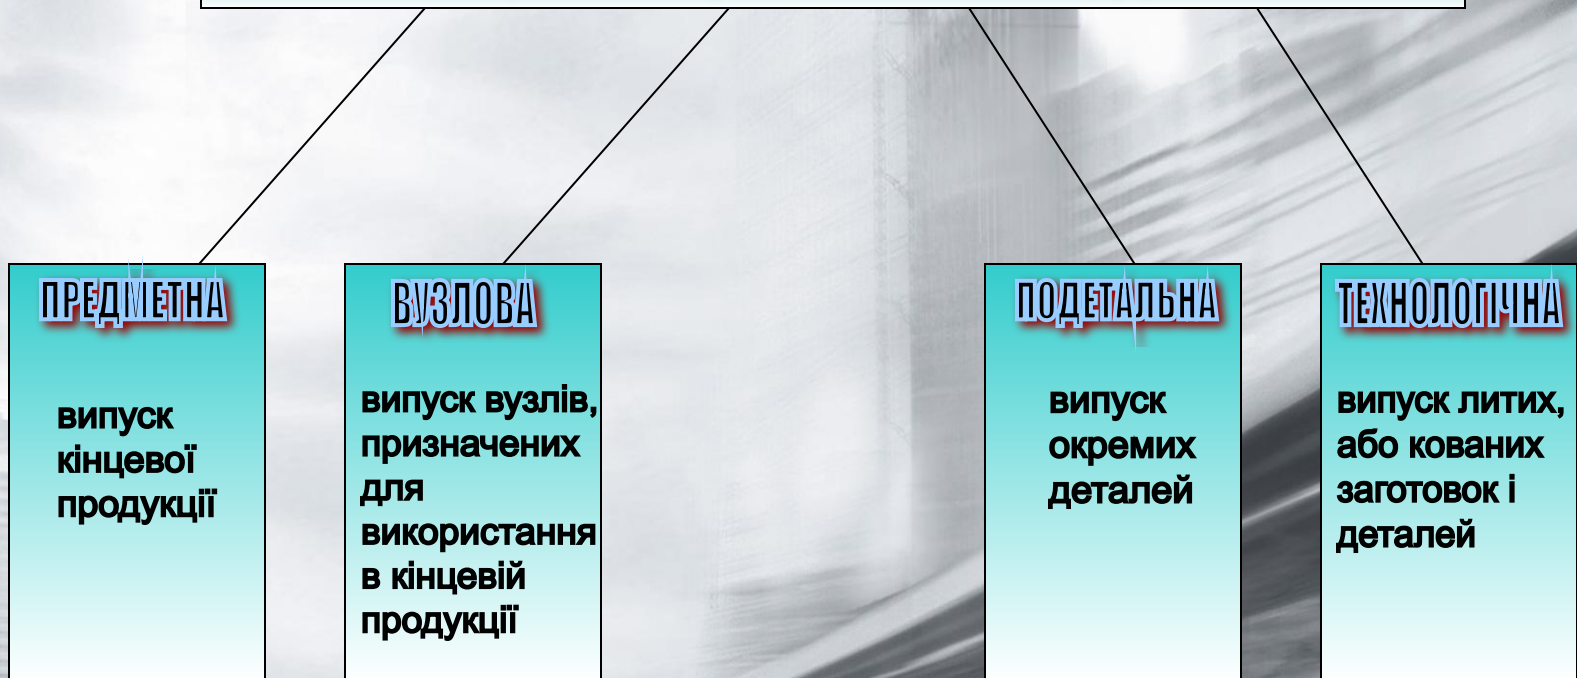 ПРЕДМЕТНА
випуск
кінцевої
продукції
ВУЗЛОВА
випуск вузлів,
призначених
для
використання
в кінцевій
продукції
ПОДЕТАЛЬНА
випуск
окремих
деталей
ТЕХНОЛОГІЧНА
випуск литих,
або кованих
заготовок і
деталей